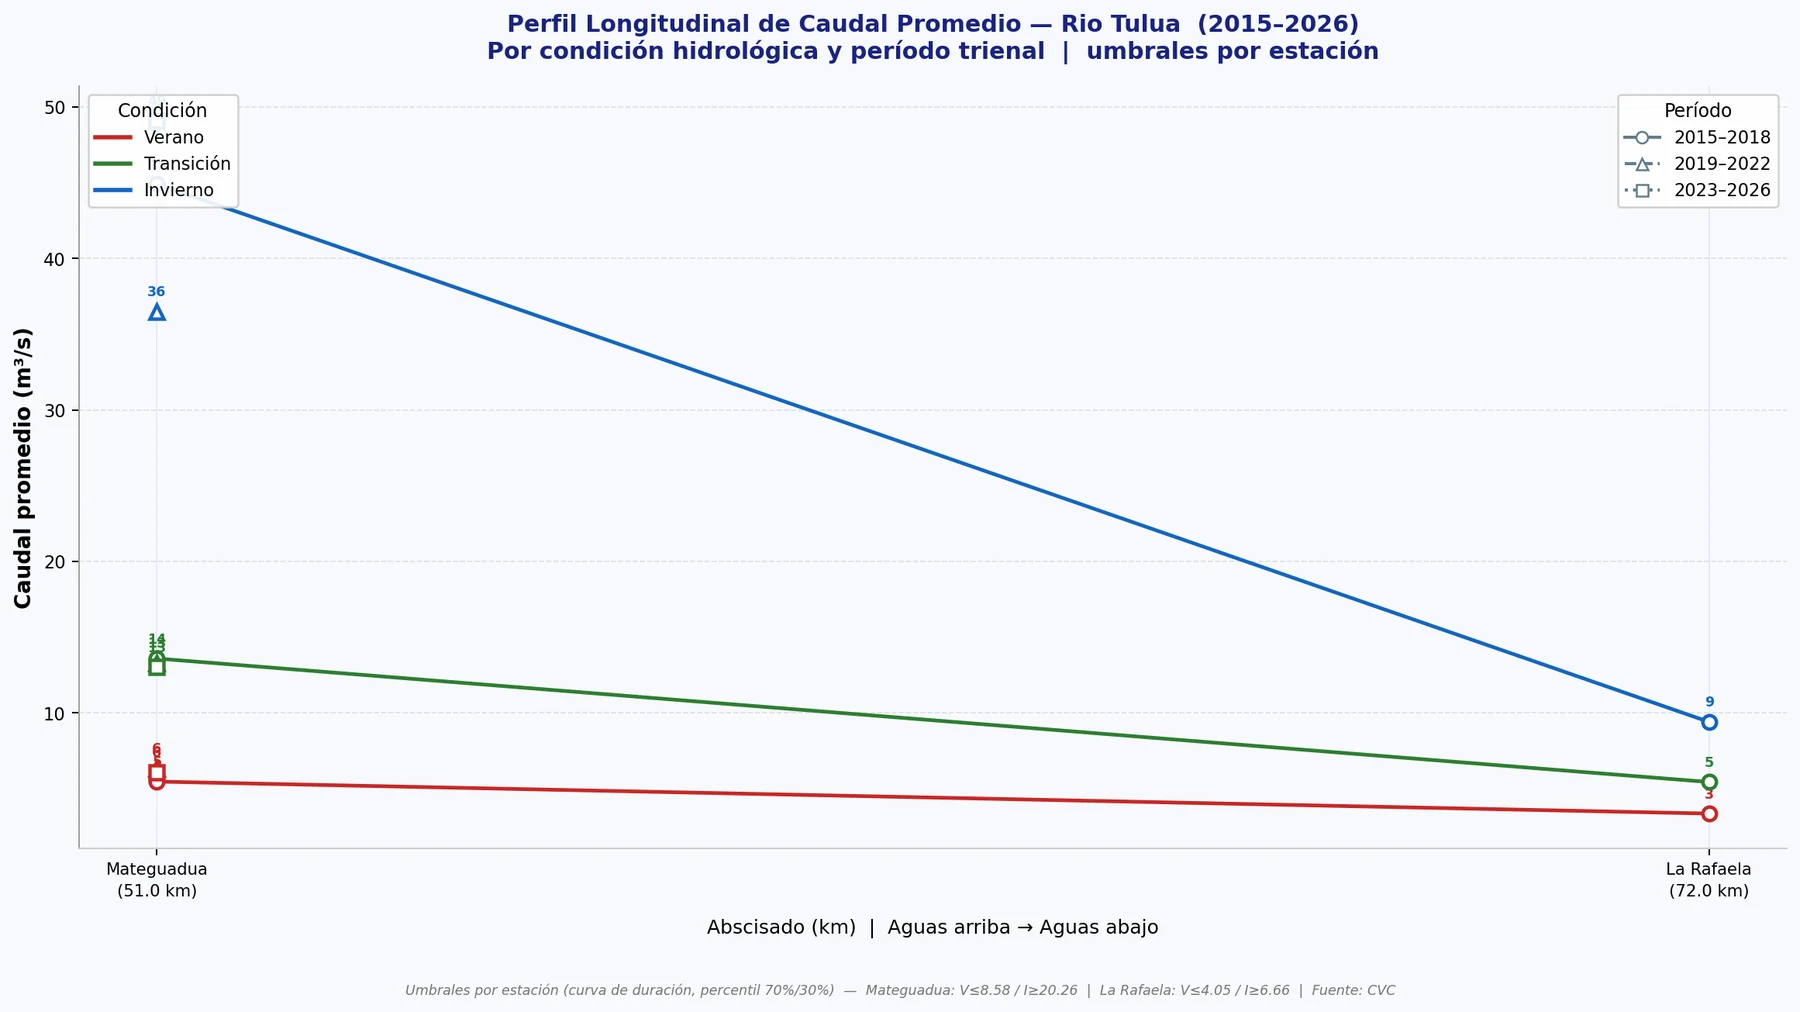 Perfil Longitudinal de Caudal Promedio — Rio Tulua (2015–2026)
Por condición hidrológica y período trienal | umbrales por estación
Condición
Verano
Transición
Invierno
Período
2015–2018
2019–2022
2023–2026
Caudal promedio (m³/s)
50
40
30
20
10
36
14
13
6
9
5
3
Mateguadua
(51.0 km)
La Rafaela
(72.0 km)
Abscisado (km) | Aguas arriba → Aguas abajo
Umbrales por estación (curva de duración, percentil 70%/30%) — Mateguadua: V≤8.58 / I≥20.26 | La Rafaela: V≤4.05 / I≥6.66 | Fuente: CVC